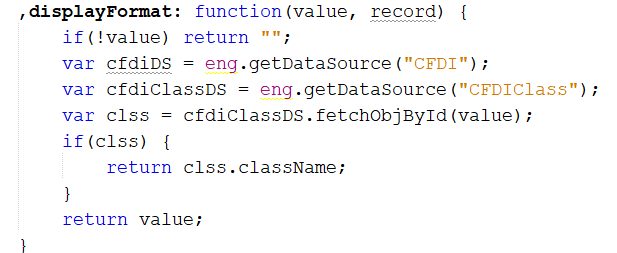 ,displayFormat: function(value, record) {
    if(!value) return "";
    var cfdiDS = eng.getDataSource("CFDI");
    var cfdiClassDS = eng.getDataSource("CFDIClass");
    var clss = cfdiClassDS.fetchObjById(value);
    if(clss) {
        return clss.className;
    }
    return value;
}